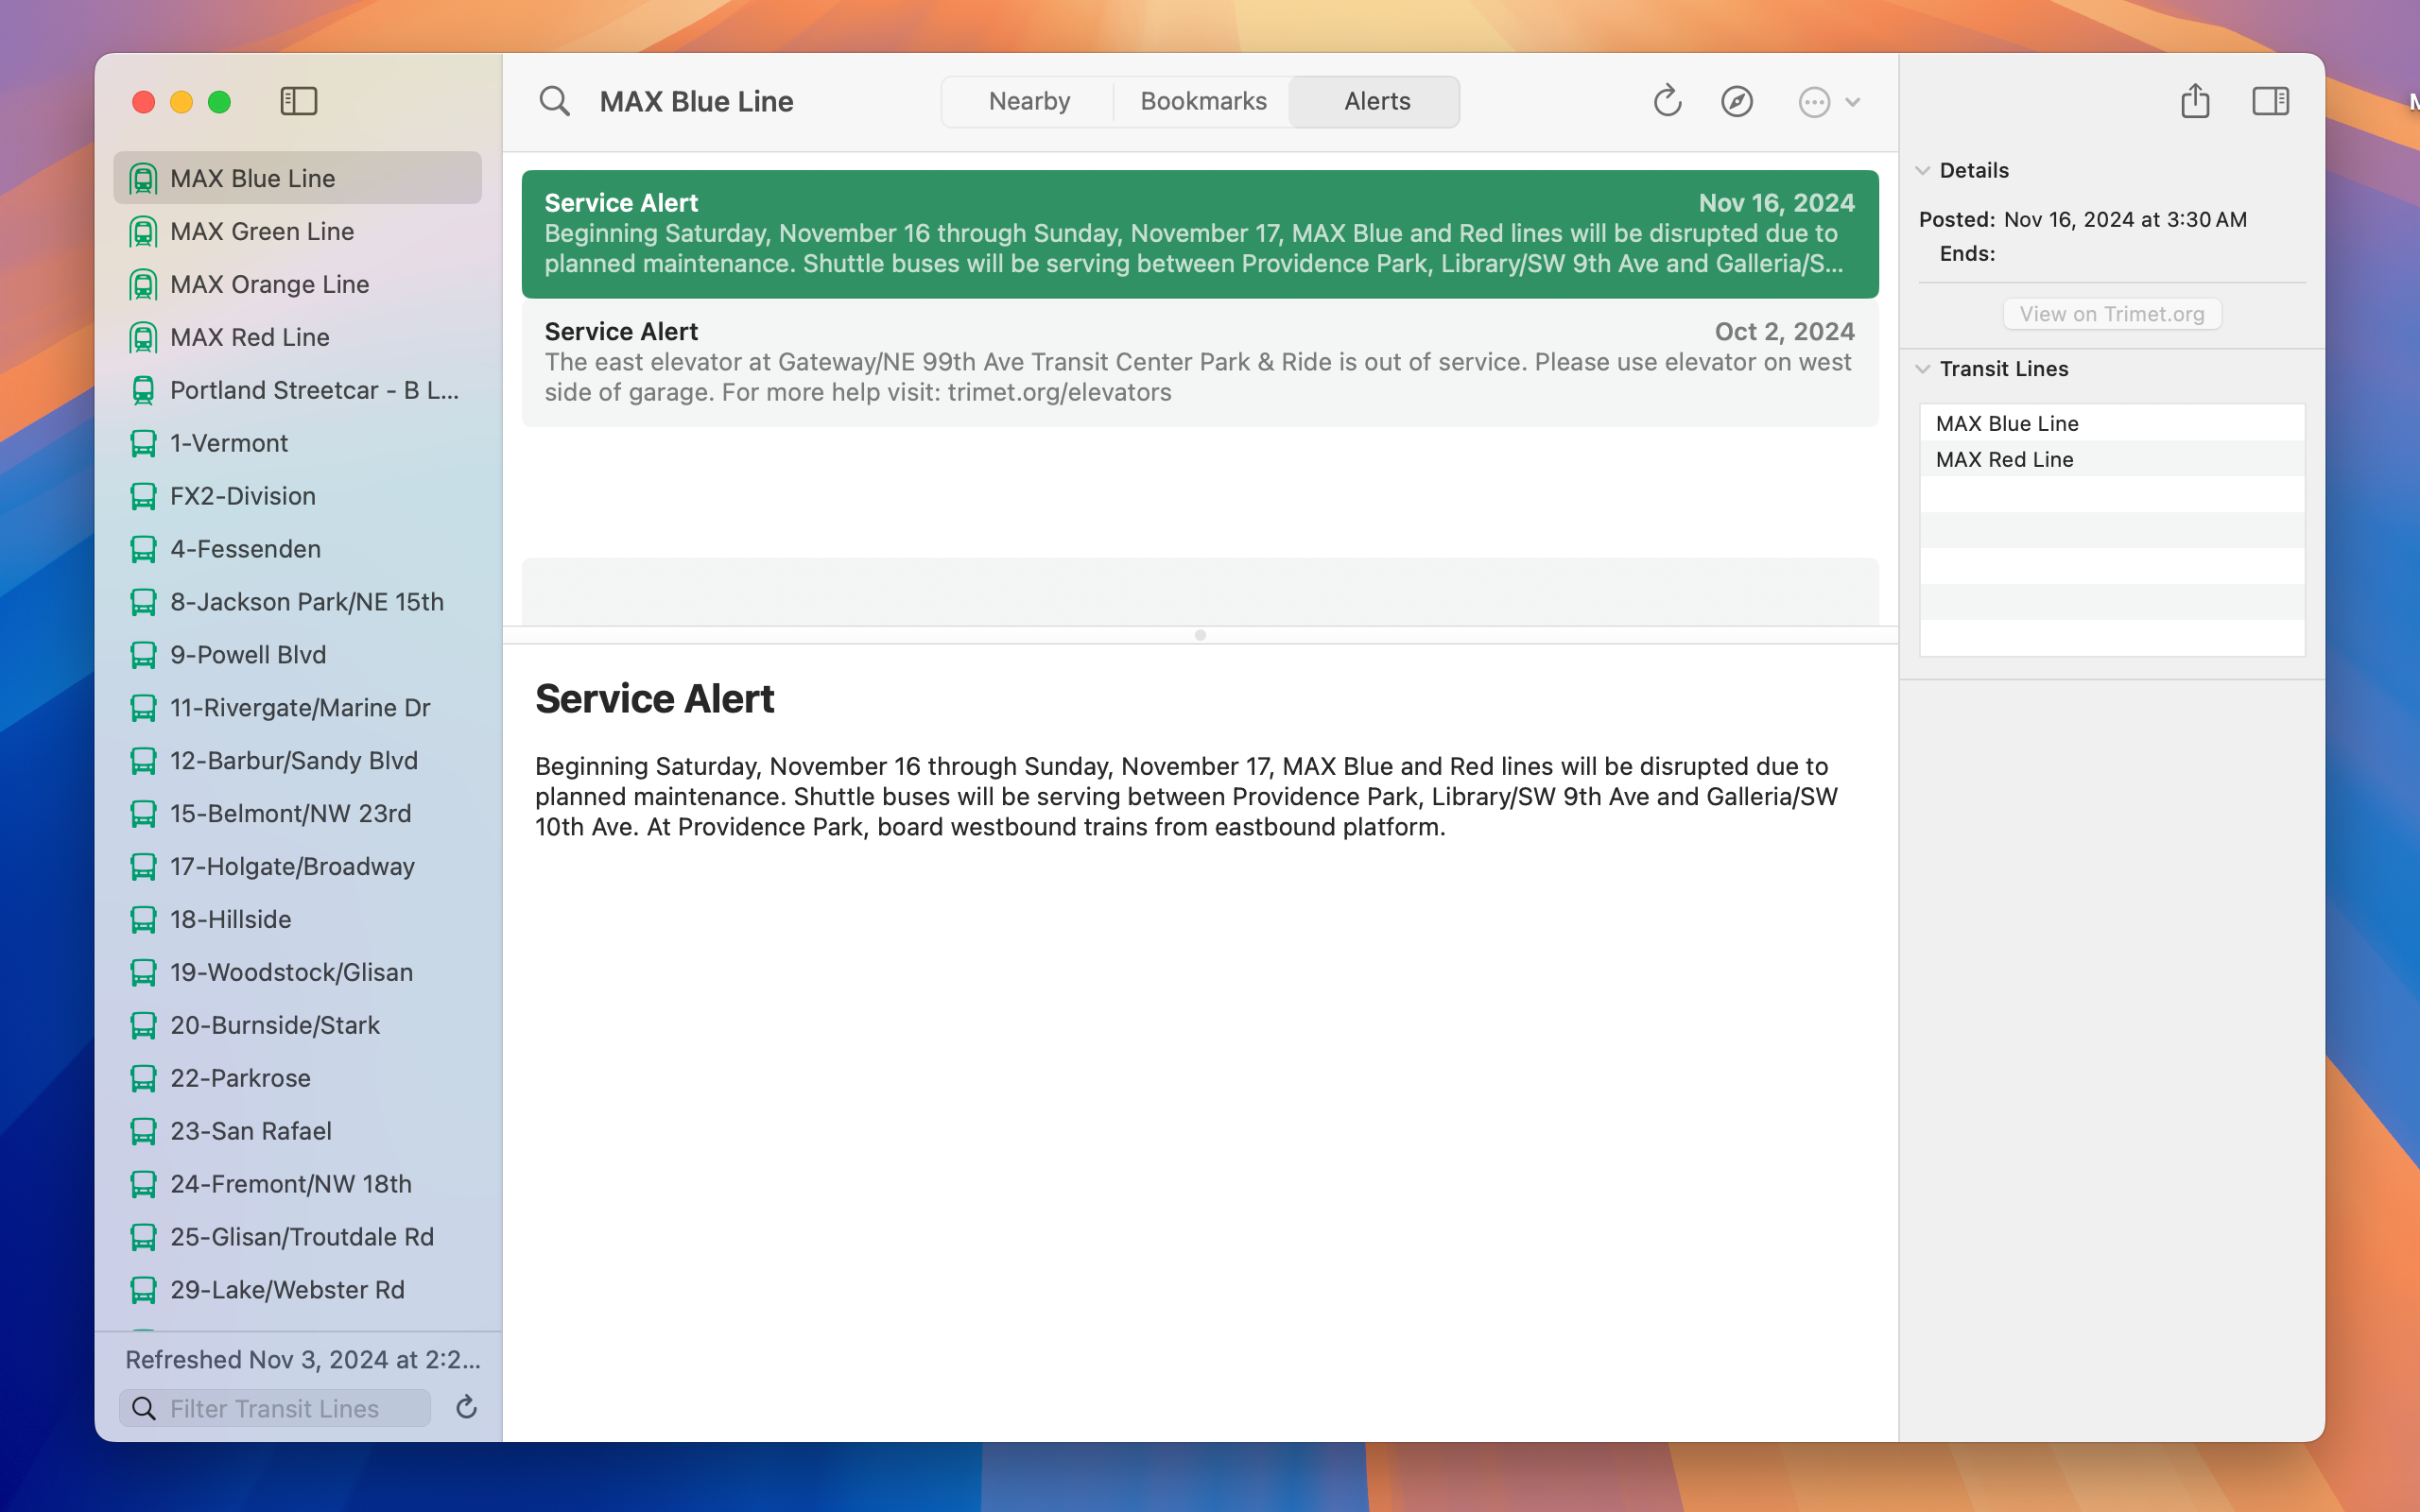 MAX Blue Line
MAX Green Line
MAX Orange Line
MAX Red Line
Portland Streetcar - B L...
1-Vermont
FX2-Division
4-Fessenden
8-Jackson Park/NE 15th
9-Powell Blvd
11-Rivergate/Marine Dr
12-Barbur/Sandy Blvd
15-Belmont/NW 23rd
17-Holgate/Broadway
18-Hillside
19-Woodstock/Glisan
20-Burnside/Stark
22-Parkrose
23-San Rafael
24-Fremont/NW 18th
25-Glisan/Troutdale Rd
29-Lake/Webster Rd
Refreshed Nov 3, 2024 at 2:2...
Filter Transit Lines
MAX Blue Line
Nearby Bookmarks Alerts
Service Alert Nov 16, 2024
Beginning Saturday, November 16 through Sunday, November 17, MAX Blue and Red lines will be disrupted due to
planned maintenance. Shuttle buses will be serving between Providence Park, Library/SW 9th Ave and Galleria/S...
Service Alert Oct 2, 2024
The east elevator at Gateway/NE 99th Ave Transit Center Park & Ride is out of service. Please use elevator on west
side of garage. For more help visit: trimet.org/elevators
Service Alert
Beginning Saturday, November 16 through Sunday, November 17, MAX Blue and Red lines will be disrupted due to
planned maintenance. Shuttle buses will be serving between Providence Park, Library/SW 9th Ave and Galleria/SW
10th Ave. At Providence Park, board westbound trains from eastbound platform.
Details
Posted: Nov 16, 2024 at 3:30 AM
Ends:
View on Trimet.org
Transit Lines
MAX Blue Line
MAX Red Line